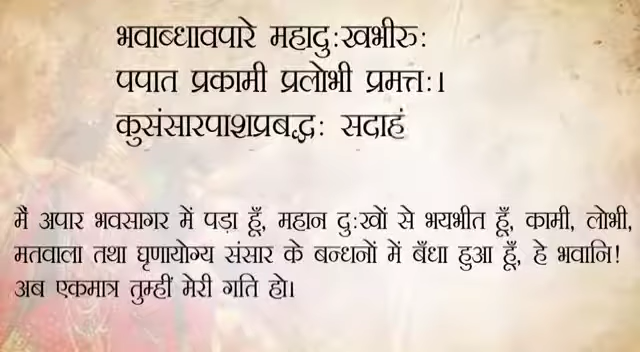 भवाब्धावपारे महादुःखभीरुः
पपात प्रकामी प्रलोभी प्रमत्तः।
कुसंसारपाशप्रबद्धः सदाहं
मैं अपार भवसागर में पड़ा हूँ, महान दुःखों से भयभीत हूँ, कामी, लोभी,
मतवाला तथा घृणायोग्य संसार के बन्धनों में बँधा हुआ हूँ, हे भवानि!
अब एकमात्र तुम्हीं मेरी गति हो।